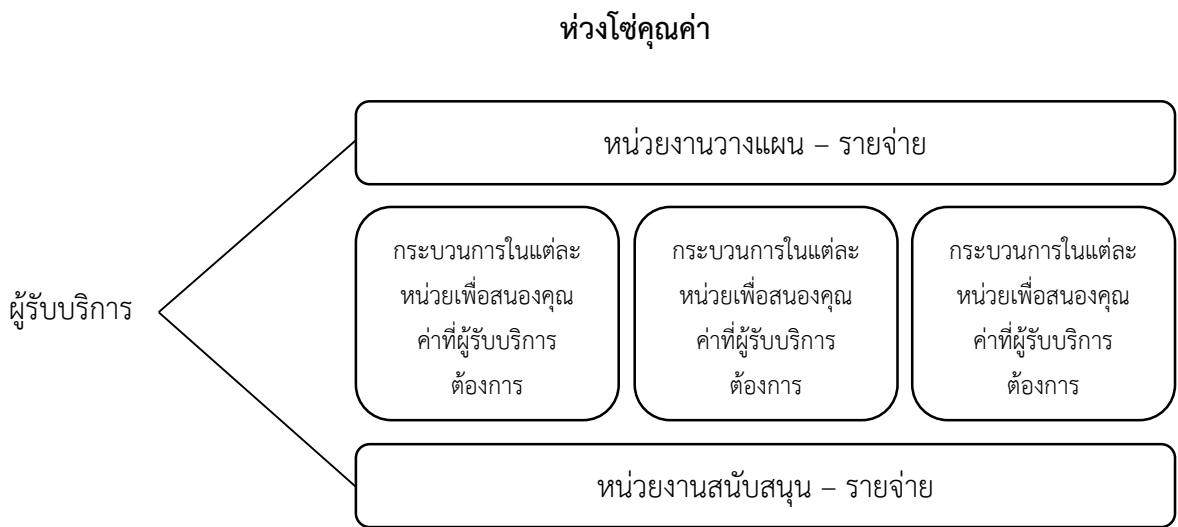 ห่วงโซ่คุณค่า
หน่วยงานวางแผน – รายจ่าย
ผู้รับบริการ
กระบวนการในแต่ละ
หน่วยเพื่อสนองคุณ
ค่าที่ผู้รับบริการ
ต้องการ
กระบวนการในแต่ละ
หน่วยเพื่อสนองคุณ
ค่าที่ผู้รับบริการ
ต้องการ
กระบวนการในแต่ละ
หน่วยเพื่อสนองคุณ
ค่าที่ผู้รับบริการ
ต้องการ
หน่วยงานสนับสนุน – รายจ่าย